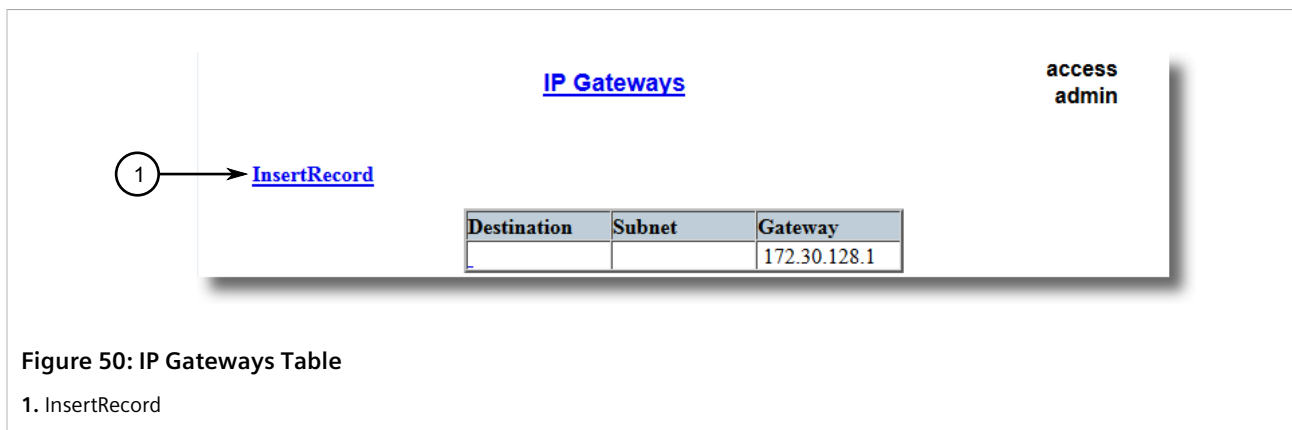 IP Gateways
access
admin
1
InsertRecord
Destination Subnet Gateway
172.30.128.1
Figure 50: IP Gateways Table
1. InsertRecord